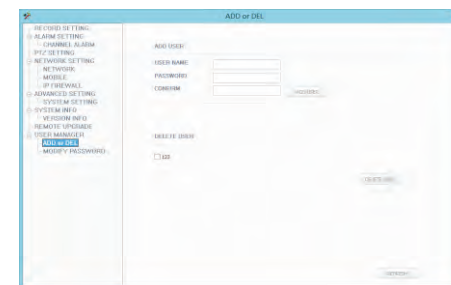 ADD or DEL
RECORD SETTING
ALARM SETTING
CHANNEL ALARM
PTZ SETTING
NETWORK SETTING
NETWORK
MOBILE
IP FIREWALL
ADVANCED SETTING
SYSTEM SETTING
SYSTEM INFO
VERSION INFO
REMOTE UPGRADE
USER MANAGER
ADD or DEL
MODIFY PASSWORD
ADD USER
USER NAME
PASSWORD
CONFIRM
DELETE USER